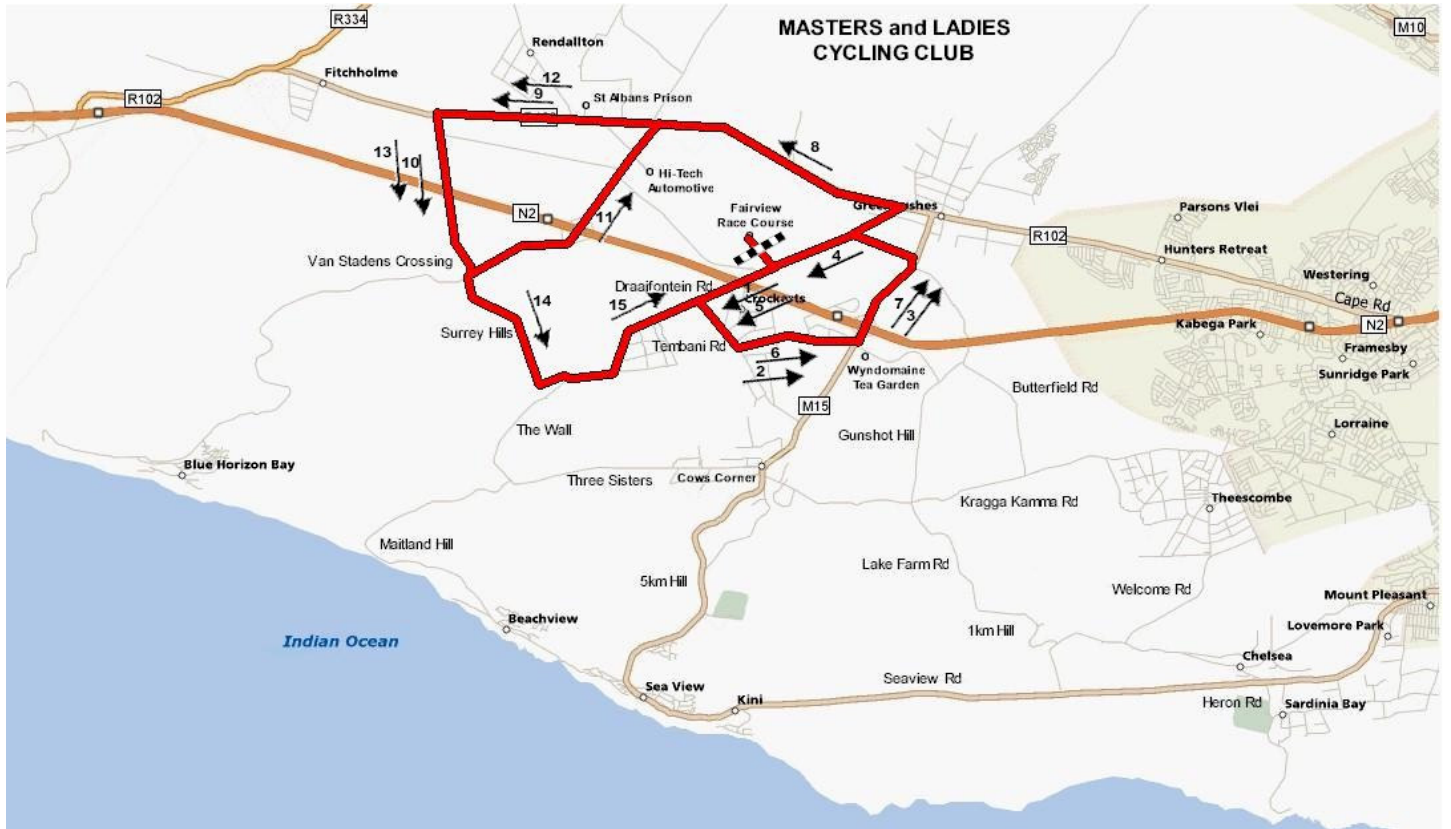 MASTERS and LADIES
CYCLING CLUB
R334
M10
Rendallton
Fitchholme
12
9
R102
St Albans Prison
13
10
8
Hi-Tech
Automotive
Parsons Vlei
N2
11
Fairview
Race Course
R102
Hunters Retreat
Van Stadens Crossing
4
Westering
Cape Rd
Draaifontein Rd
1
5
7
3
14
15
Kabega Park
N2
Surrey Hills
Tembani Rd
6
2
Wyndomaine
Tea Garden
Framesby
Sunridge Park
Butterfield Rd
M15
The Wall
Gunshot Hill
Lorraine
Blue Horizon Bay
Three Sisters
Cows Corner
Kragga Kamma Rd
Theescombe
Maitland Hill
5km Hill
Lake Farm Rd
Welcome Rd
Mount Pleasant
Beachview
1km Hill
Lovemore Park
Indian Ocean
Chelsea
Sea View
Kini
Seaview Rd
Heron Rd
Sardinia Bay